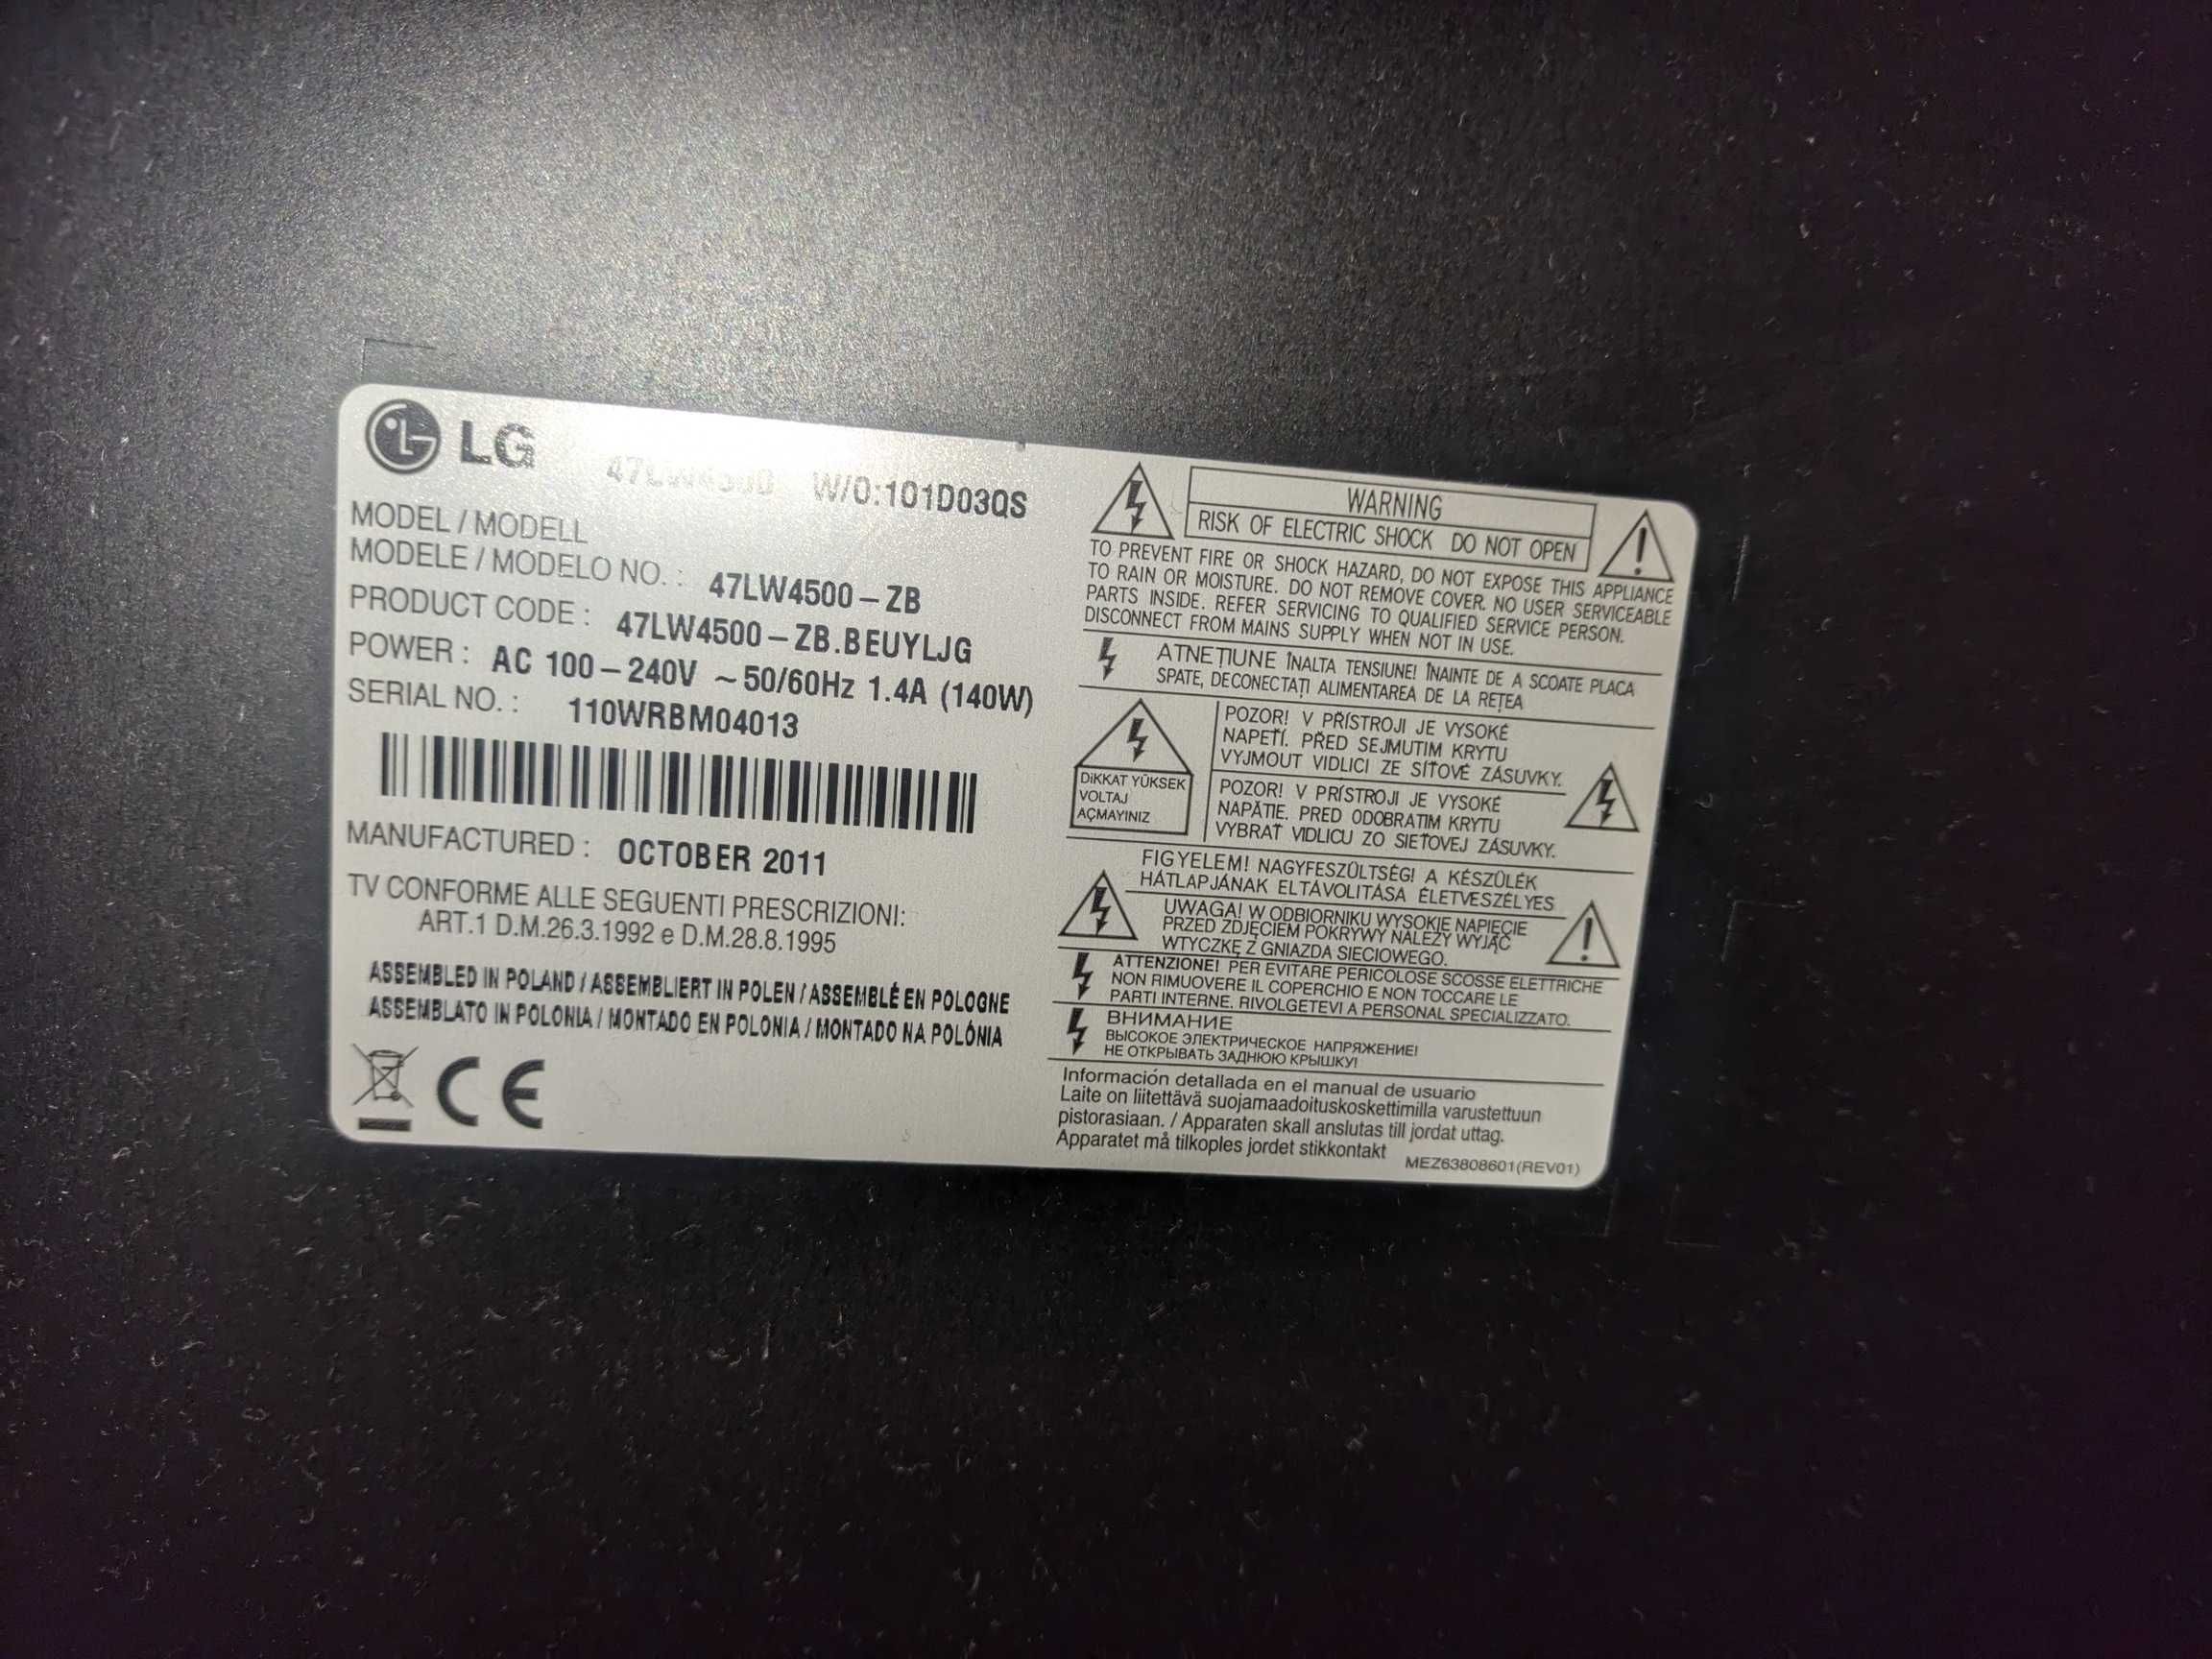 LG 47LW4500 W/O:101D03QS
MODEL / MODELL
MODELE / MODELO NO. : 47LW4500-ZB
PRODUCT CODE : 47LW4500-ZB.BEUYLJG
POWER : AC 100-240V ~50/60Hz 1.4A (140W)
SERIAL NO. : 110WRBM04013
MANUFACTURED : OCTOBER 2011
TV CONFORME ALLE SEGUENTI PRESCRIZIONI:
ART.1 D.M.26.3.1992 e D.M.28.8.1995
ASSEMBLED IN POLAND / ASSEMBLIERT IN POLEN / ASSEMBLÉ EN POLOGNE
ASSEMBLATO IN POLONIA / MONTADO EN POLONIA / MONTADO NA POLÓNIA
CE
WARNING
RISK OF ELECTRIC SHOCK DO NOT OPEN
TO PREVENT FIRE OR SHOCK HAZARD, DO NOT EXPOSE THIS APPLIANCE
TO RAIN OR MOISTURE. DO NOT REMOVE COVER. NO USER SERVICEABLE
PARTS INSIDE. REFER SERVICING TO QUALIFIED SERVICE PERSON.
DISCONNECT FROM MAINS SUPPLY WHEN NOT IN USE.
ATNEȚIUNE ÎNALTA TENSIUNE! ÎNAINTE DE A SCOATE PLACA
SPATE, DECONECTAȚI ALIMENTAREA DE LA REȚEA
DİKKAT YÜKSEK
VOLTAJ
AÇMAYINIZ
POZOR! V PŘÍSTROJI JE VYSOKÉ
NAPETÍ. PŘED SEJMUTIM KRYTU
VYJMOUT VIDLICI ZE SÍŤOVÉ ZÁSUVKY.
POZOR! V PRÍSTROJI JE VYSOKÉ
NAPÄTIE. PRED ODOBRATIM KRYTU
VYBRAŤ VIDLICU ZO SIEŤOVEJ ZÁSUVKY.
FIGYELEM! NAGYFESZÜLTSÉG! A KÉSZÜLÉK
HÁTLAPJÁNAK ELTÁVOLITÁSA ÉLETVESZÉLYES
UWAGA! W ODBIORNIKU WYSOKIE NAPIĘCIE
PRZED ZDJĘCIEM POKRYWY NALEŻY WYJĄĆ
WTYCZKĘ Z GNIAZDA SIECIOWEGO.
ATTENZIONE! PER EVITARE PERICOLOSE SCOSSE ELETTRICHE
NON RIMUOVERE IL COPERCHIO E NON TOCCARE LE
PARTI INTERNE. RIVOLGETEVI A PERSONAL SPECIALIZZATO.
ВНИМАНИЕ
ВЫСОКОЕ ЭЛЕКТРИЧЕСКОЕ НАПРЯЖЕНИЕ!
НЕ ОТКРЫВАТЬ ЗАДНЮЮ КРЫШКУ!
Información detallada en el manual de usuario
Laite on liitettävä suojamaadoituskoskettimilla varustettuun
pistorasiaan. / Apparaten skall anslutas till jordat uttag.
Apparatet må tilkoples jordet stikkontakt
MEZ63808601(REV01)